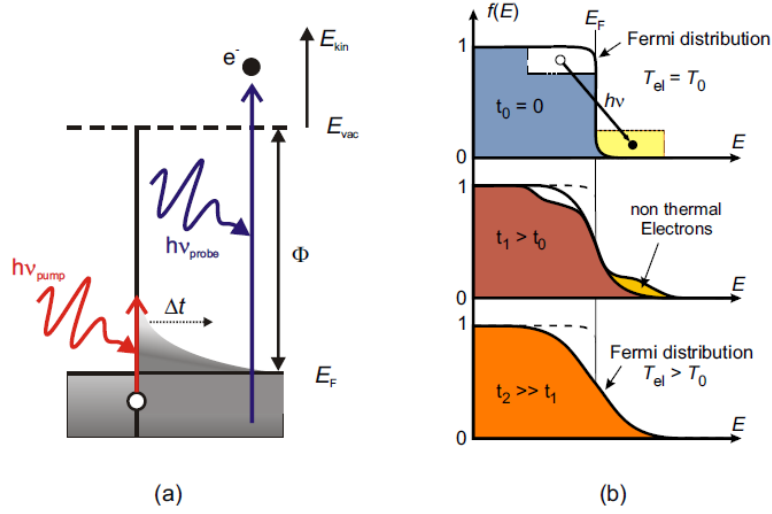 E_kin
e⁻
E_vac
hν_probe
Φ
hν_pump
Δt
E_F
(a)
f(E)
E_F
1
Fermi distribution
T_el = T_0
hν
t_0 = 0
0
E
1
non thermal
Electrons
t_1 > t_0
0
E
1
Fermi distribution
T_el > T_0
t_2 >> t_1
0
E
(b)